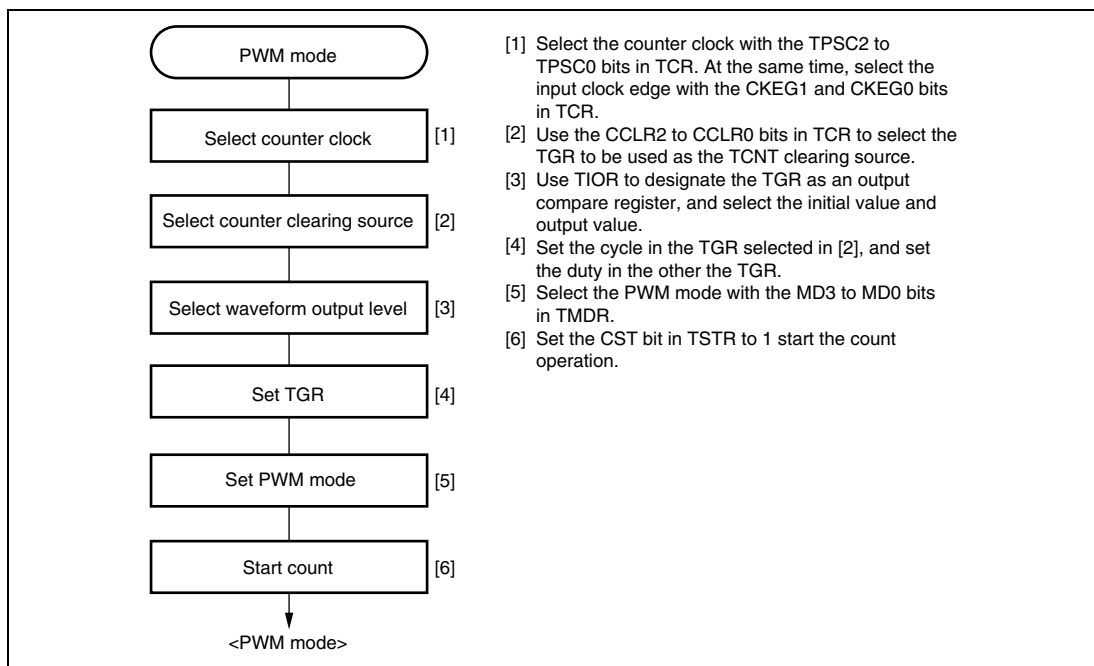 PWM mode
Select counter clock [1]
Select counter clearing source [2]
Select waveform output level [3]
Set TGR [4]
Set PWM mode [5]
Start count [6]
<PWM mode>
[1] Select the counter clock with the TPSC2 to
TPSC0 bits in TCR. At the same time, select the
input clock edge with the CKEG1 and CKEG0 bits
in TCR.
[2] Use the CCLR2 to CCLR0 bits in TCR to select the
TGR to be used as the TCNT clearing source.
[3] Use TIOR to designate the TGR as an output
compare register, and select the initial value and
output value.
[4] Set the cycle in the TGR selected in [2], and set
the duty in the other the TGR.
[5] Select the PWM mode with the MD3 to MD0 bits
in TMDR.
[6] Set the CST bit in TSTR to 1 start the count
operation.